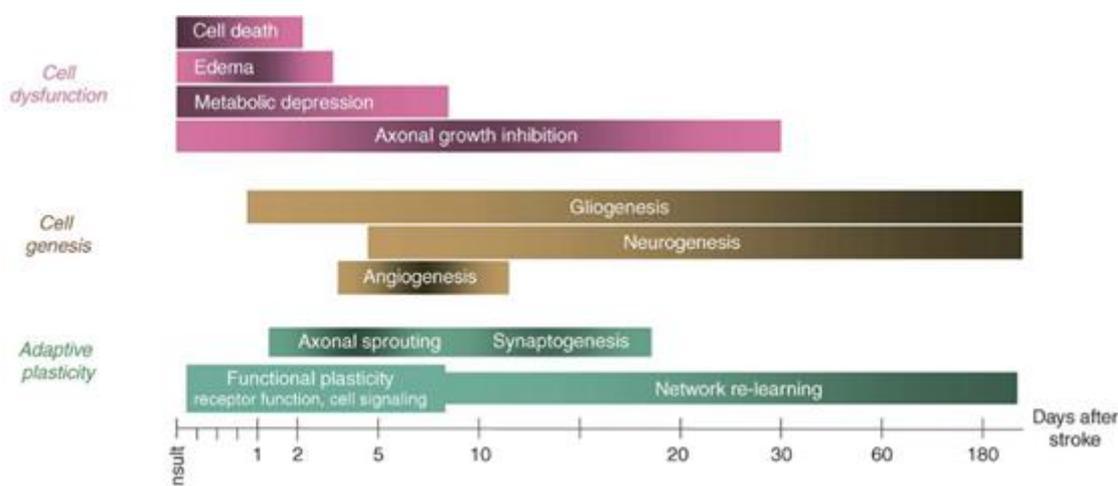 Cell death
Edema
Metabolic depression
Axonal growth inhibition
Cell
dysfunction
Gliogenesis
Neurogenesis
Angiogenesis
Cell
genesis
Axonal sprouting Synaptogenesis
Functional plasticity
receptor function, cell signaling
Network re-learning
Adaptive
plasticity
nsult 1 2 5 10 20 30 60 180
Days after
stroke